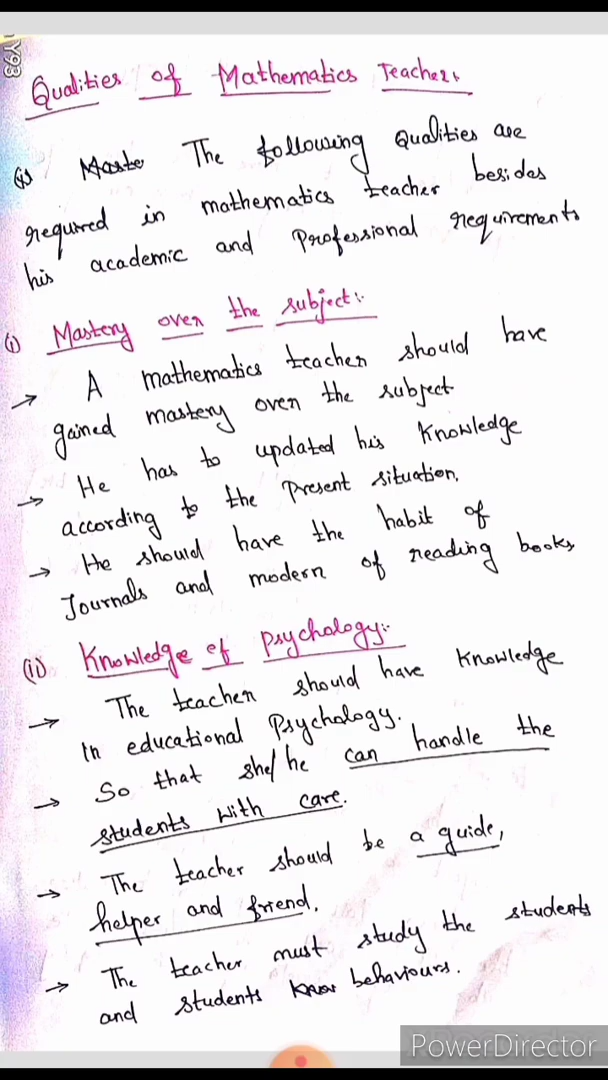 Y93
Qualities of Mathematics Teacher:
The following Qualities are
required in mathematics teacher besides
his academic and Professional requirements
(i) Mastery over the subject:-
→ A mathematics teacher should have
gained mastery over the subject
→ He has to updated his knowledge
according to the Present situation.
→ He should have the habit of
Journals and modern of reading books
(ii) Knowledge of Psychology:-
→ The teacher should have knowledge
in educational Psychology.
→ So that she/he can handle the
students with care.
→ The teacher should be a guide,
helper and friend.
→ The teacher must study the students
and students behaviours.
PowerDirector